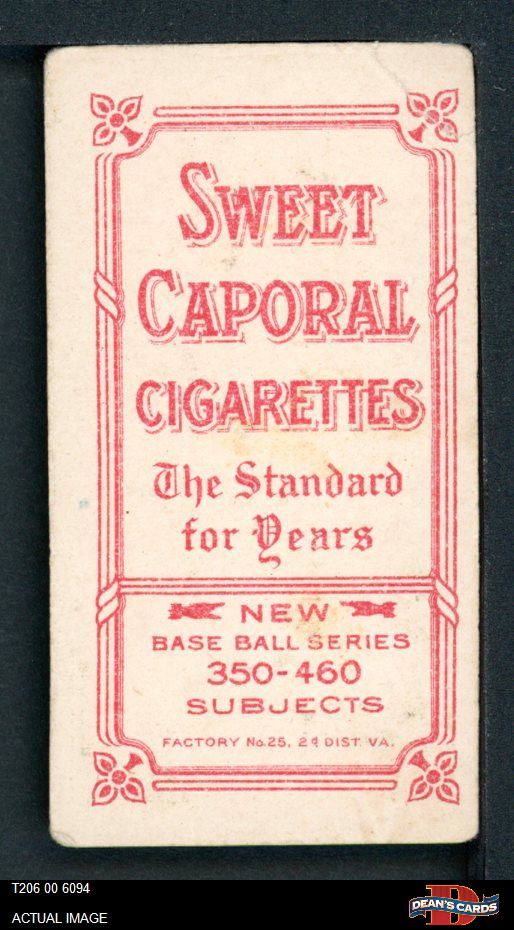 SWEET
CAPORAL
CIGARETTES
The Standard
for Years
NEW
BASE BALL SERIES
350-460
SUBJECTS
FACTORY No. 25, 2d DIST. VA.
T206 00 6094
ACTUAL IMAGE
D
DEAN'S CARDS